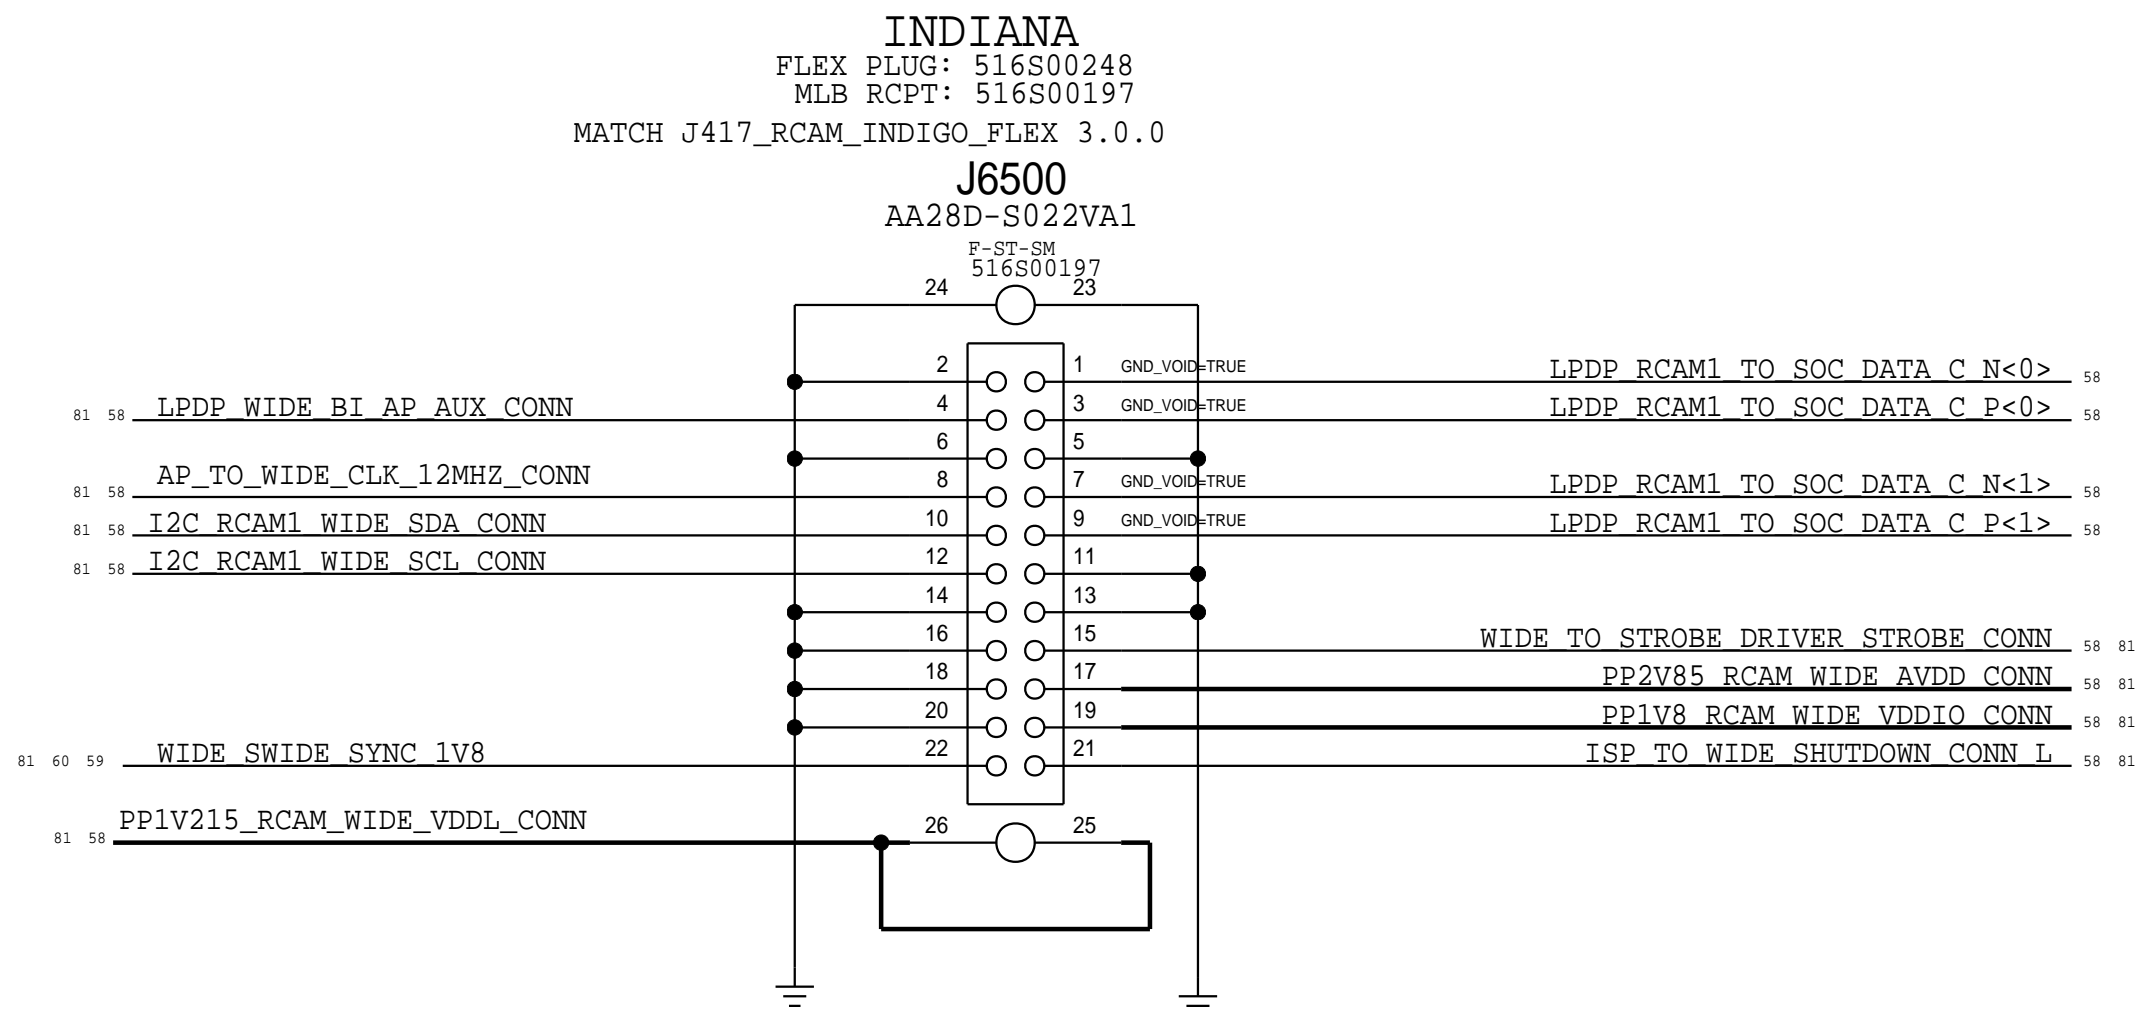 INDIANA
FLEX PLUG: 516S00248
MLB RCPT: 516S00197
MATCH J417_RCAM_INDIGO_FLEX 3.0.0
J6500
AA28D-S022VA1
F-ST-SM
516S00197
24 23
2 1 GND_VOID=TRUE LPDP_RCAM1_TO_SOC_DATA_C_N<0> 58
81 58 LPDP_WIDE_BI_AP_AUX_CONN 4 3 GND_VOID=TRUE LPDP_RCAM1_TO_SOC_DATA_C_P<0> 58
6 5
81 58 AP_TO_WIDE_CLK_12MHZ_CONN 8 7 GND_VOID=TRUE LPDP_RCAM1_TO_SOC_DATA_C_N<1> 58
81 58 I2C_RCAM1_WIDE_SDA_CONN 10 9 GND_VOID=TRUE LPDP_RCAM1_TO_SOC_DATA_C_P<1> 58
81 58 I2C_RCAM1_WIDE_SCL_CONN 12 11
14 13
16 15 WIDE_TO_STROBE_DRIVER_STROBE_CONN 58 81
18 17 PP2V85_RCAM_WIDE_AVDD_CONN 58 81
20 19 PP1V8_RCAM_WIDE_VDDIO_CONN 58 81
81 60 59 WIDE_SWIDE_SYNC_1V8 22 21 ISP_TO_WIDE_SHUTDOWN_CONN_L 58 81
81 58 PP1V215_RCAM_WIDE_VDDL_CONN 26 25